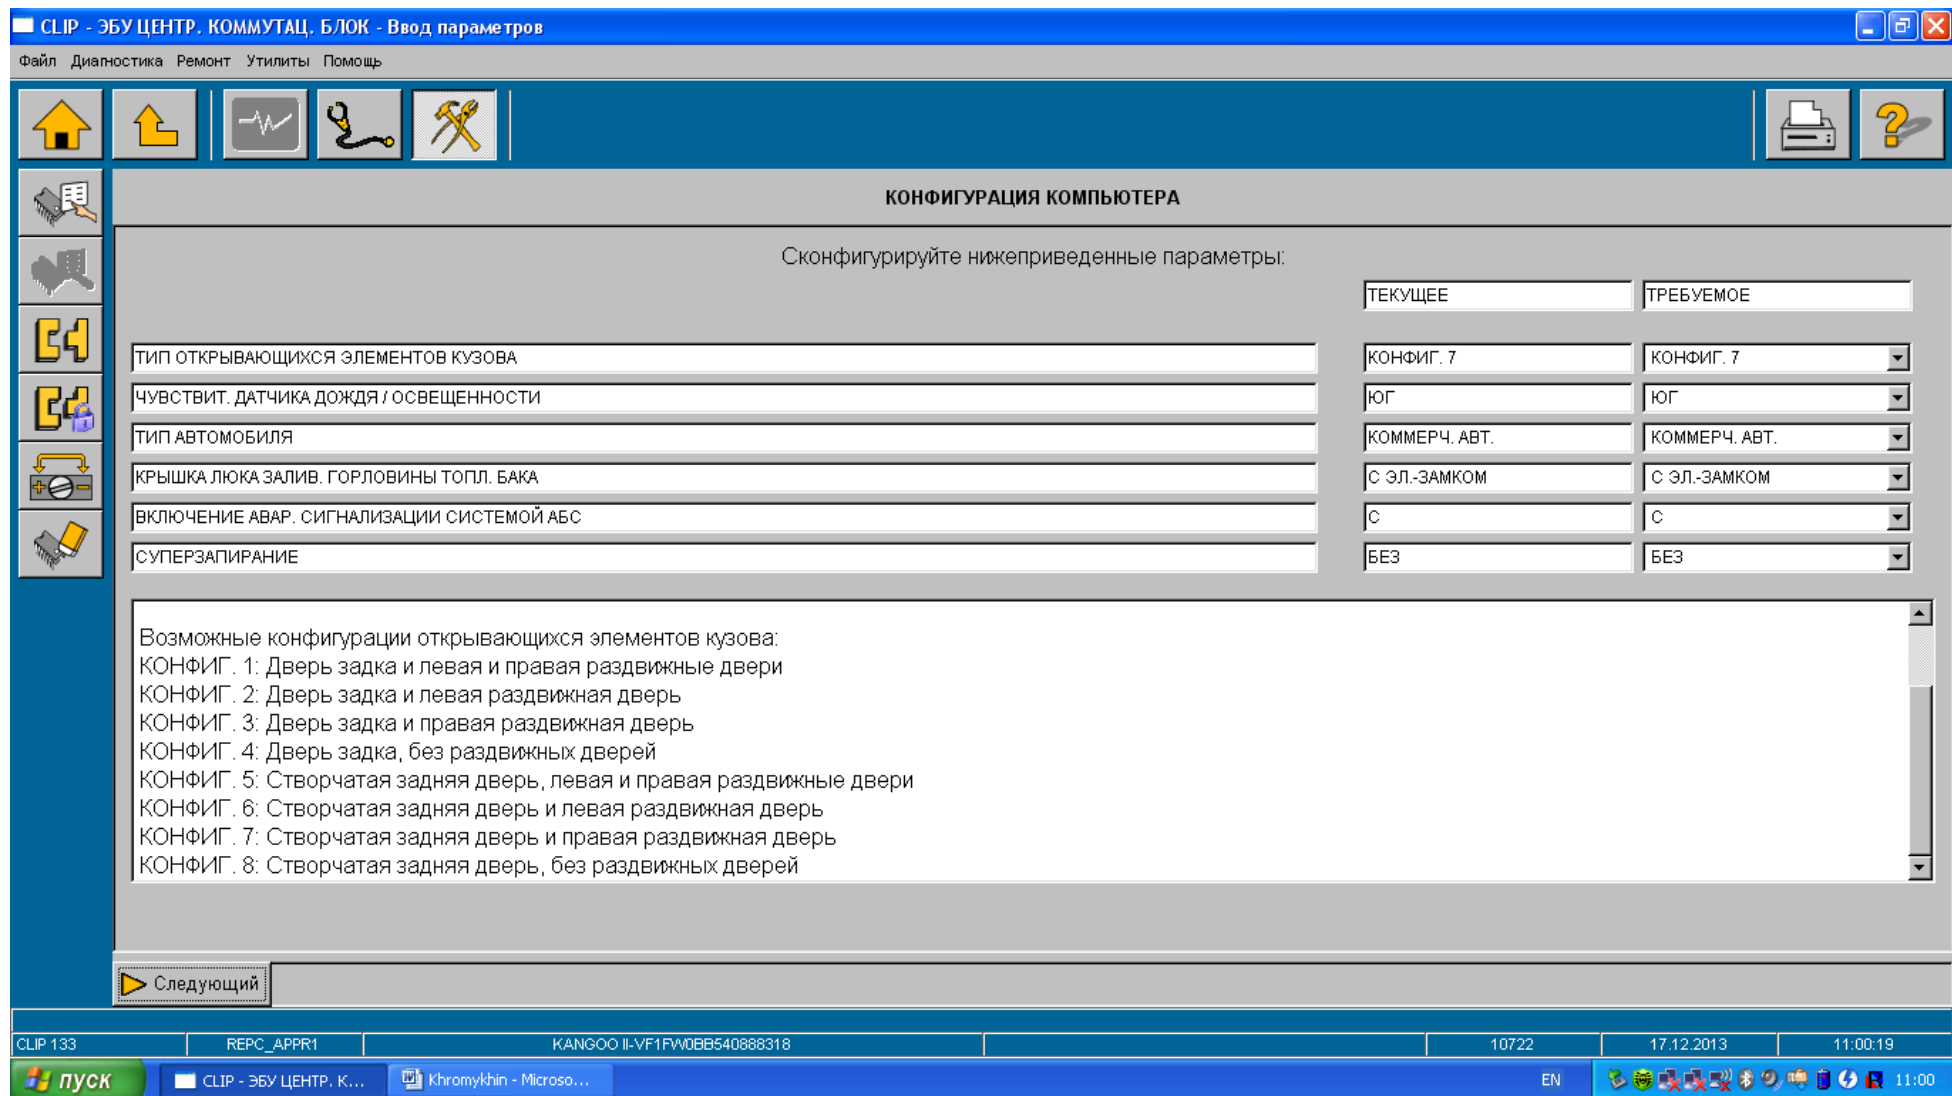 CLIP - ЭБУ ЦЕНТР. КОММУТАЦ. БЛОК - Ввод параметров
Файл Диагностика Ремонт Утилиты Помощь
КОНФИГУРАЦИЯ КОМПЬЮТЕРА
Сконфигурируйте нижеприведенные параметры:
ТЕКУЩЕЕ ТРЕБУЕМОЕ
ТИП ОТКРЫВАЮЩИХСЯ ЭЛЕМЕНТОВ КУЗОВА КОНФИГ. 7 КОНФИГ. 7
ЧУВСТВИТ. ДАТЧИКА ДОЖДЯ / ОСВЕЩЕННОСТИ ЮГ ЮГ
ТИП АВТОМОБИЛЯ КОММЕРЧ. АВТ. КОММЕРЧ. АВТ.
КРЫШКА ЛЮКА ЗАЛИВ. ГОРЛОВИНЫ ТОПЛ. БАКА С ЭЛ.-ЗАМКОМ С ЭЛ.-ЗАМКОМ
ВКЛЮЧЕНИЕ АВАР. СИГНАЛИЗАЦИИ СИСТЕМОЙ АБС С С
СУПЕРЗАПИРАНИЕ БЕЗ БЕЗ
Возможные конфигурации открывающихся элементов кузова:
КОНФИГ. 1: Дверь задка и левая и правая раздвижные двери
КОНФИГ. 2: Дверь задка и левая раздвижная дверь
КОНФИГ. 3: Дверь задка и правая раздвижная дверь
КОНФИГ. 4: Дверь задка, без раздвижных дверей
КОНФИГ. 5: Створчатая задняя дверь, левая и правая раздвижные двери
КОНФИГ. 6: Створчатая задняя дверь и левая раздвижная дверь
КОНФИГ. 7: Створчатая задняя дверь и правая раздвижная дверь
КОНФИГ. 8: Створчатая задняя дверь, без раздвижных дверей
Следующий
CLIP 133 REPC_APPR1 KANGOO II-VF1FW0BB540888318 10722 17.12.2013 11:00:19
пуск CLIP - ЭБУ ЦЕНТР. К... Khromykhin - Microso... EN 11:00